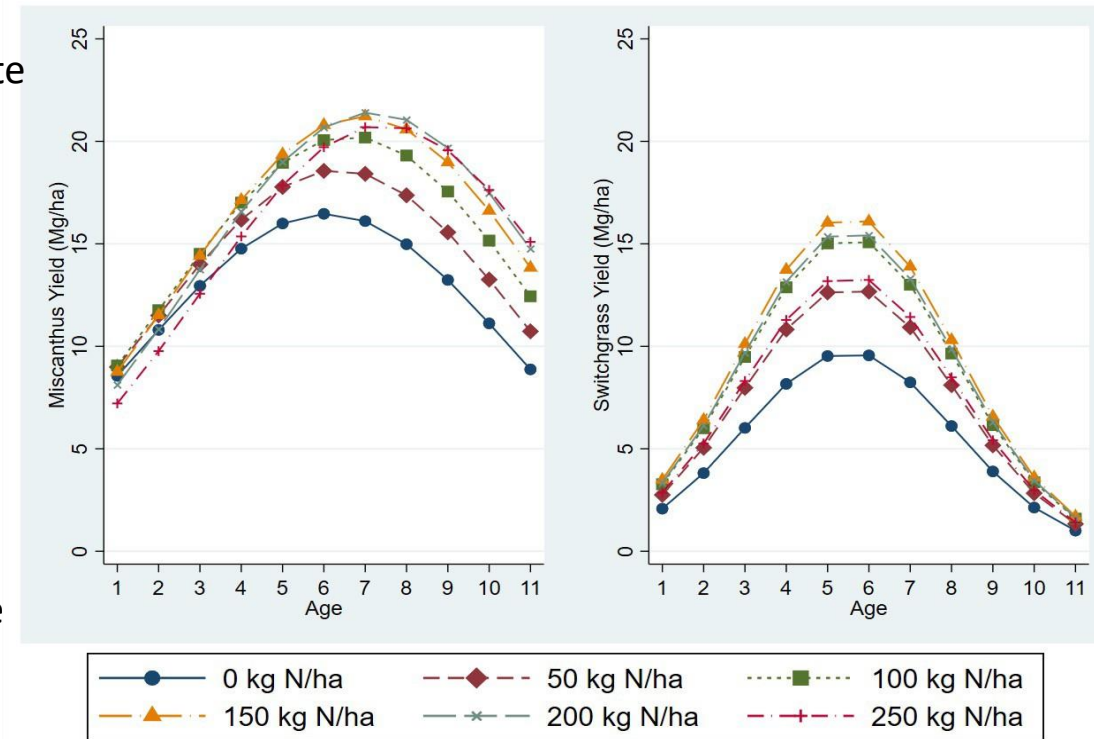 te
e
Miscanthus Yield (Mg/ha)
25
20
15
10
5
0
1 2 3 4 5 6 7 8 9 10 11
Age
Switchgrass Yield (Mg/ha)
25
20
15
10
5
0
1 2 3 4 5 6 7 8 9 10 11
Age
0 kg N/ha 50 kg N/ha 100 kg N/ha
150 kg N/ha 200 kg N/ha 250 kg N/ha